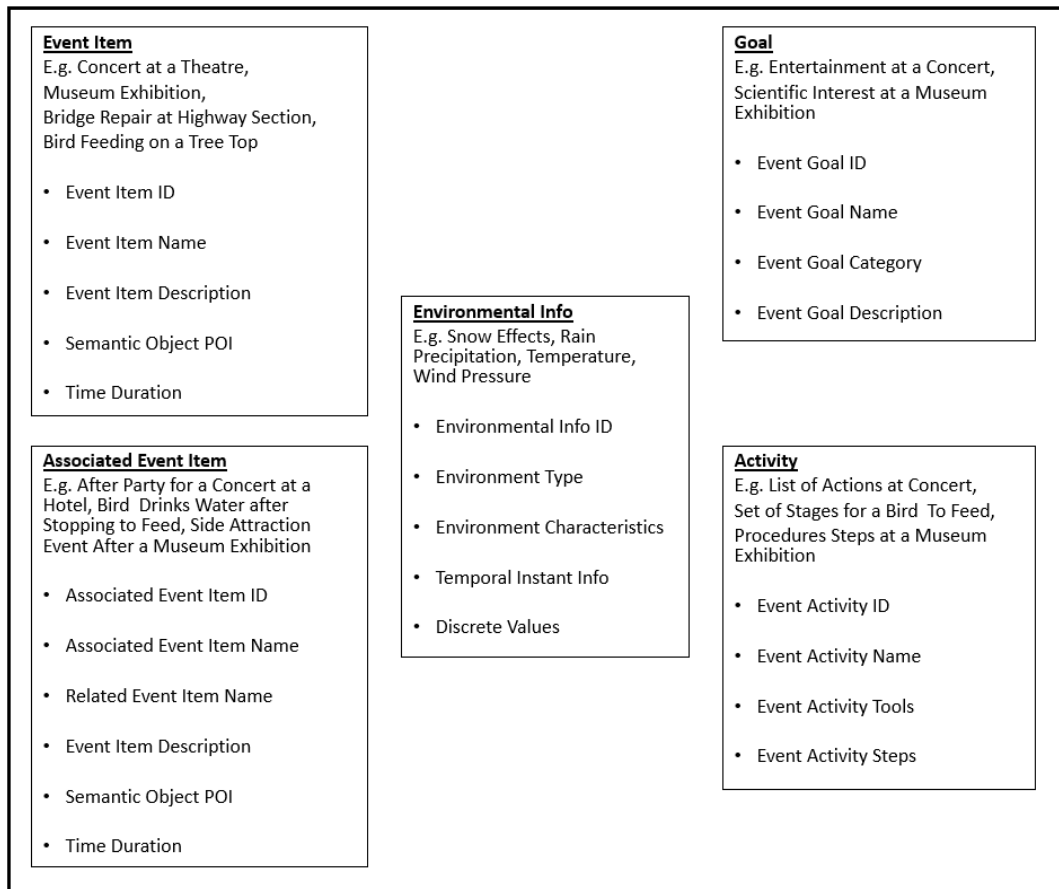 Event Item
E.g. Concert at a Theatre,
Museum Exhibition,
Bridge Repair at Highway Section,
Bird Feeding on a Tree Top
• Event Item ID
• Event Item Name
• Event Item Description
• Semantic Object POI
• Time Duration
Associated Event Item
E.g. After Party for a Concert at a
Hotel, Bird Drinks Water after
Stopping to Feed, Side Attraction
Event After a Museum Exhibition
• Associated Event Item ID
• Associated Event Item Name
• Related Event Item Name
• Event Item Description
• Semantic Object POI
• Time Duration
Environmental Info
E.g. Snow Effects, Rain
Precipitation, Temperature,
Wind Pressure
• Environmental Info ID
• Environment Type
• Environment Characteristics
• Temporal Instant Info
• Discrete Values
Goal
E.g. Entertainment at a Concert,
Scientific Interest at a Museum
Exhibition
• Event Goal ID
• Event Goal Name
• Event Goal Category
• Event Goal Description
Activity
E.g. List of Actions at Concert,
Set of Stages for a Bird To Feed,
Procedures Steps at a Museum
Exhibition
• Event Activity ID
• Event Activity Name
• Event Activity Tools
• Event Activity Steps